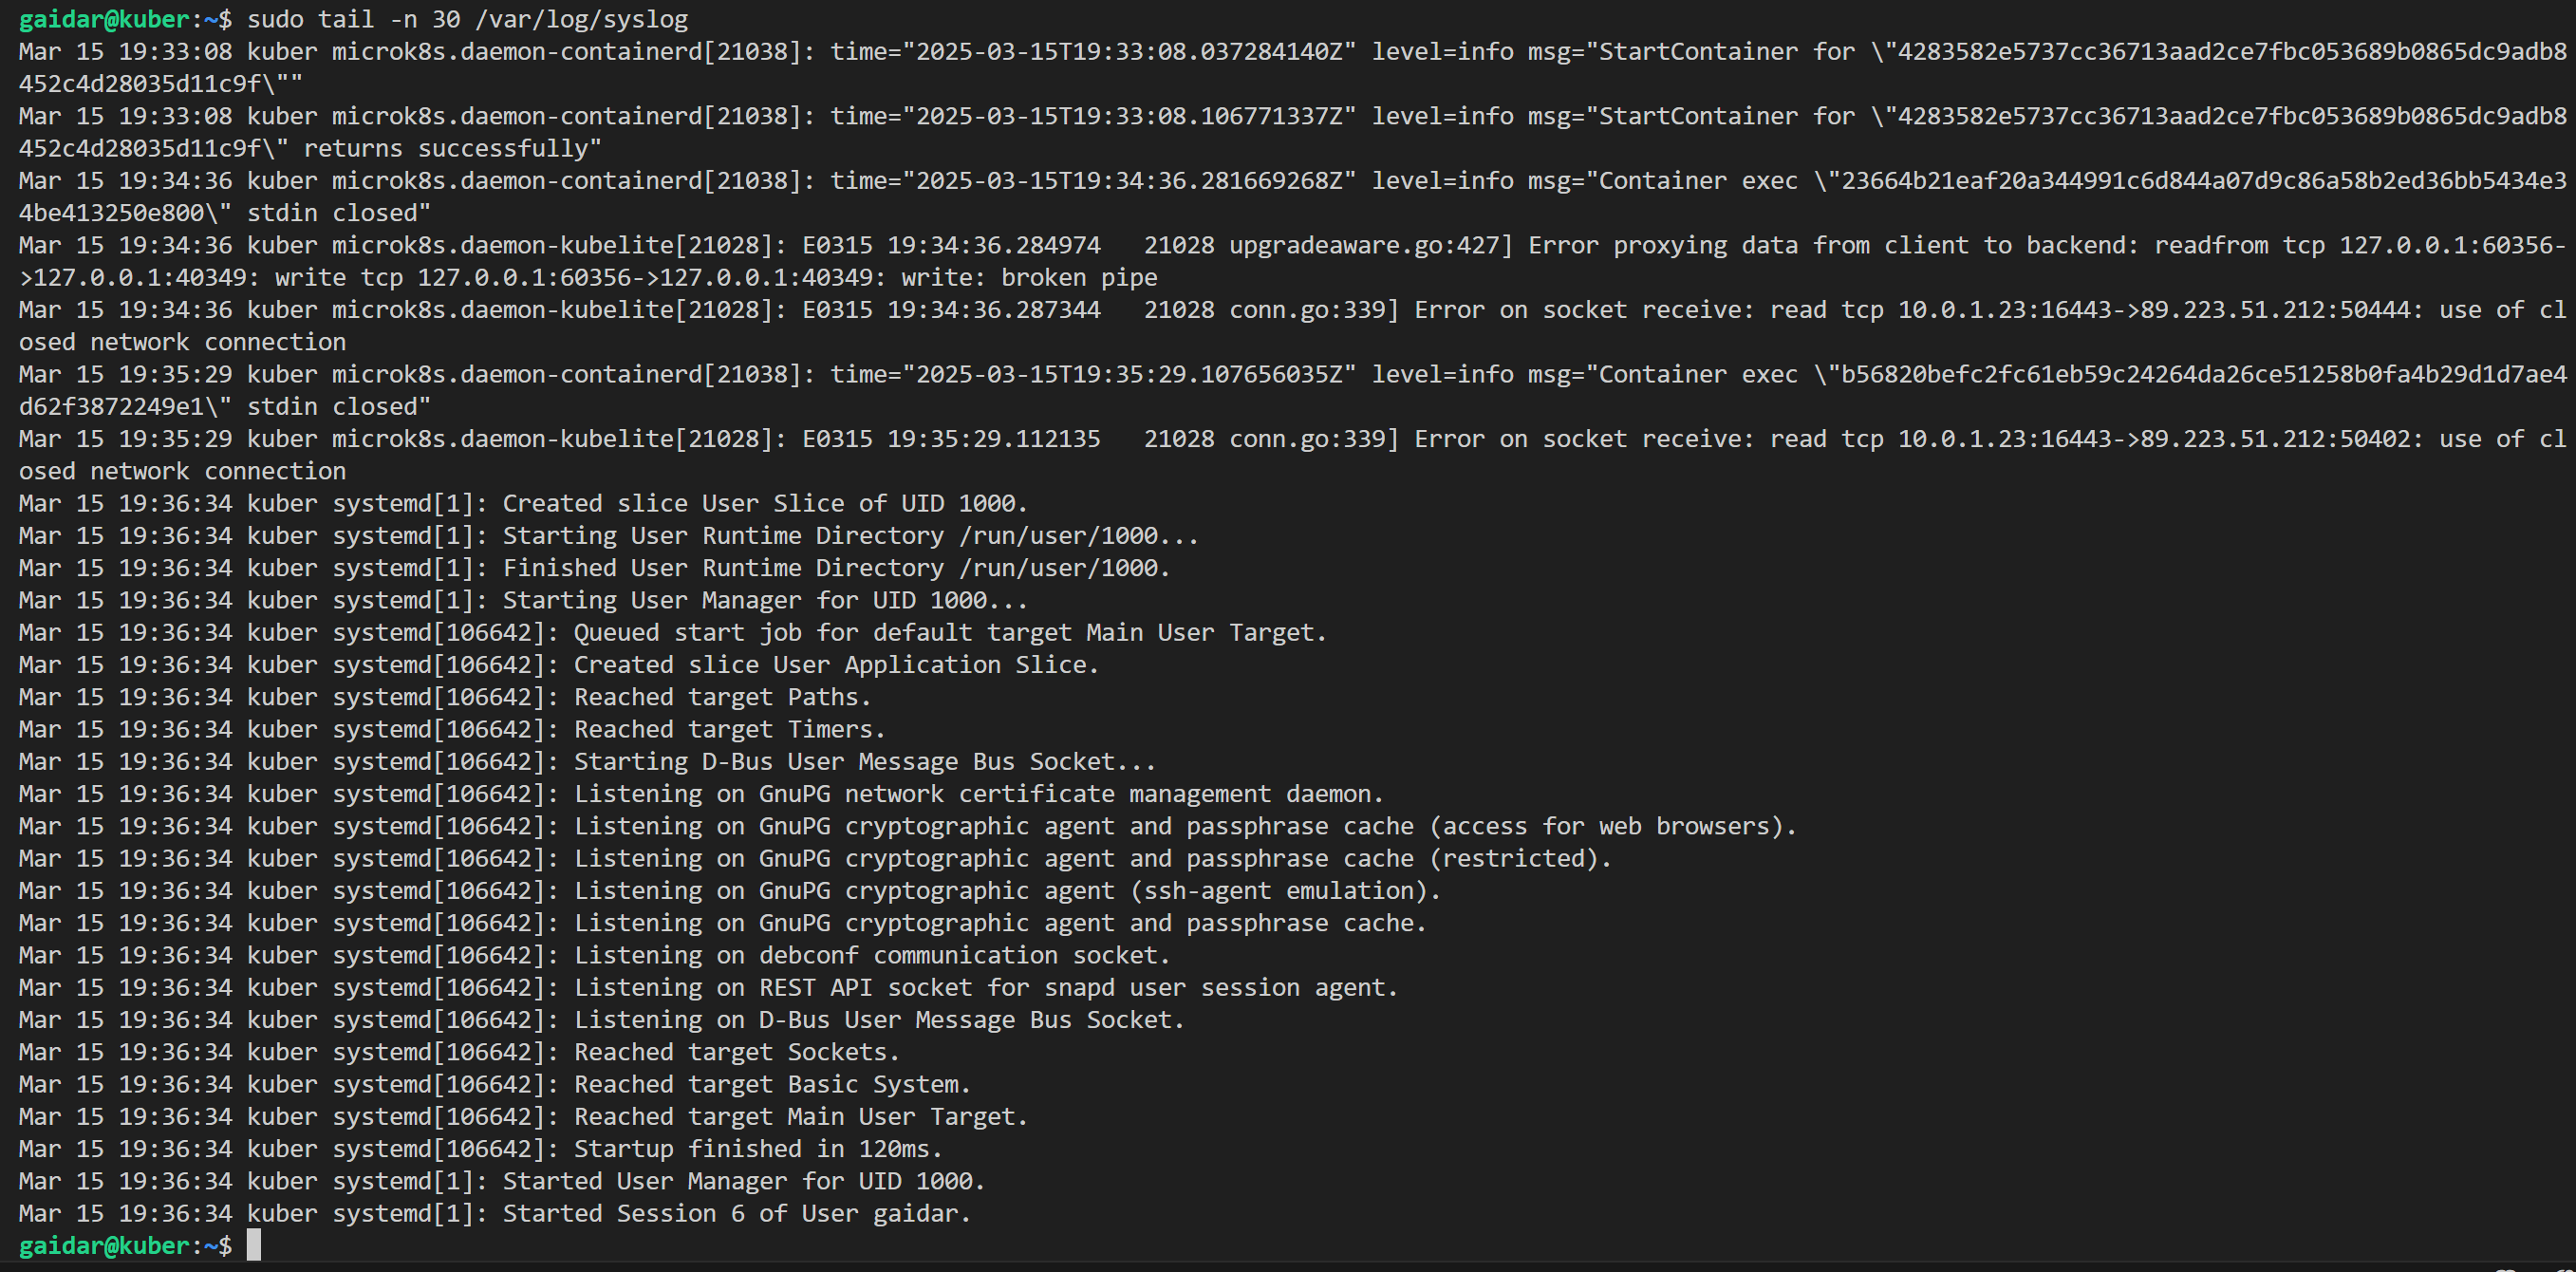 gaidar@kuber:~$ sudo tail -n 30 /var/log/syslog
Mar 15 19:33:08 kuber microk8s.daemon-containerd[21038]: time="2025-03-15T19:33:08.037284140Z" level=info msg="StartContainer for \"4283582e5737cc36713aad2ce7fbc053689b0865dc9adb8
452c4d28035d11c9f\""
Mar 15 19:33:08 kuber microk8s.daemon-containerd[21038]: time="2025-03-15T19:33:08.106771337Z" level=info msg="StartContainer for \"4283582e5737cc36713aad2ce7fbc053689b0865dc9adb8
452c4d28035d11c9f\" returns successfully"
Mar 15 19:34:36 kuber microk8s.daemon-containerd[21038]: time="2025-03-15T19:34:36.281669268Z" level=info msg="Container exec \"23664b21eaf20a344991c6d844a07d9c86a58b2ed36bb5434e3
4be413250e800\" stdin closed"
Mar 15 19:34:36 kuber microk8s.daemon-kubelite[21028]: E0315 19:34:36.284974   21028 upgradeaware.go:427] Error proxying data from client to backend: readfrom tcp 127.0.0.1:60356-
>127.0.0.1:40349: write tcp 127.0.0.1:60356->127.0.0.1:40349: write: broken pipe
Mar 15 19:34:36 kuber microk8s.daemon-kubelite[21028]: E0315 19:34:36.287344   21028 conn.go:339] Error on socket receive: read tcp 10.0.1.23:16443->89.223.51.212:50444: use of cl
osed network connection
Mar 15 19:35:29 kuber microk8s.daemon-containerd[21038]: time="2025-03-15T19:35:29.107656035Z" level=info msg="Container exec \"b56820befc2fc61eb59c24264da26ce51258b0fa4b29d1d7ae4
d62f3872249e1\" stdin closed"
Mar 15 19:35:29 kuber microk8s.daemon-kubelite[21028]: E0315 19:35:29.112135   21028 conn.go:339] Error on socket receive: read tcp 10.0.1.23:16443->89.223.51.212:50402: use of cl
osed network connection
Mar 15 19:36:34 kuber systemd[1]: Created slice User Slice of UID 1000.
Mar 15 19:36:34 kuber systemd[1]: Starting User Runtime Directory /run/user/1000...
Mar 15 19:36:34 kuber systemd[1]: Finished User Runtime Directory /run/user/1000.
Mar 15 19:36:34 kuber systemd[1]: Starting User Manager for UID 1000...
Mar 15 19:36:34 kuber systemd[106642]: Queued start job for default target Main User Target.
Mar 15 19:36:34 kuber systemd[106642]: Created slice User Application Slice.
Mar 15 19:36:34 kuber systemd[106642]: Reached target Paths.
Mar 15 19:36:34 kuber systemd[106642]: Reached target Timers.
Mar 15 19:36:34 kuber systemd[106642]: Starting D-Bus User Message Bus Socket...
Mar 15 19:36:34 kuber systemd[106642]: Listening on GnuPG network certificate management daemon.
Mar 15 19:36:34 kuber systemd[106642]: Listening on GnuPG cryptographic agent and passphrase cache (access for web browsers).
Mar 15 19:36:34 kuber systemd[106642]: Listening on GnuPG cryptographic agent and passphrase cache (restricted).
Mar 15 19:36:34 kuber systemd[106642]: Listening on GnuPG cryptographic agent (ssh-agent emulation).
Mar 15 19:36:34 kuber systemd[106642]: Listening on GnuPG cryptographic agent and passphrase cache.
Mar 15 19:36:34 kuber systemd[106642]: Listening on debconf communication socket.
Mar 15 19:36:34 kuber systemd[106642]: Listening on REST API socket for snapd user session agent.
Mar 15 19:36:34 kuber systemd[106642]: Listening on D-Bus User Message Bus Socket.
Mar 15 19:36:34 kuber systemd[106642]: Reached target Sockets.
Mar 15 19:36:34 kuber systemd[106642]: Reached target Basic System.
Mar 15 19:36:34 kuber systemd[106642]: Reached target Main User Target.
Mar 15 19:36:34 kuber systemd[106642]: Startup finished in 120ms.
Mar 15 19:36:34 kuber systemd[1]: Started User Manager for UID 1000.
Mar 15 19:36:34 kuber systemd[1]: Started Session 6 of User gaidar.
gaidar@kuber:~$